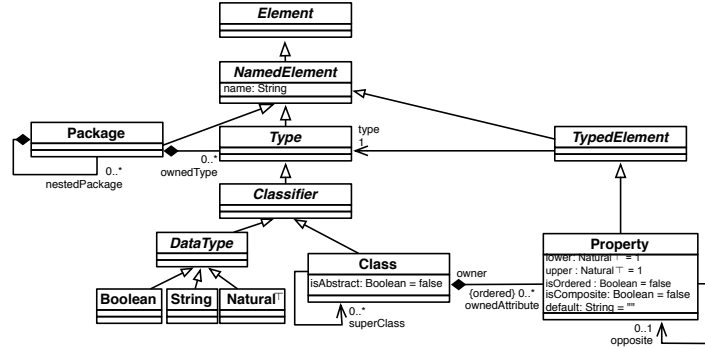 Element
NamedElement
name: String
Package
Type
type
1
TypedElement
0..*
ownedType
0..*
nestedPackage
Classifier
DataType
Class
isAbstract: Boolean = false
owner
{ordered} 0..*
ownedAttribute
Property
lower : Natural⊤ = 1
upper : Natural⊤ = 1
isOrdered : Boolean = false
isComposite: Boolean = false
default: String = ""
Boolean
String
Natural⊤
0..*
superClass
0..1
opposite